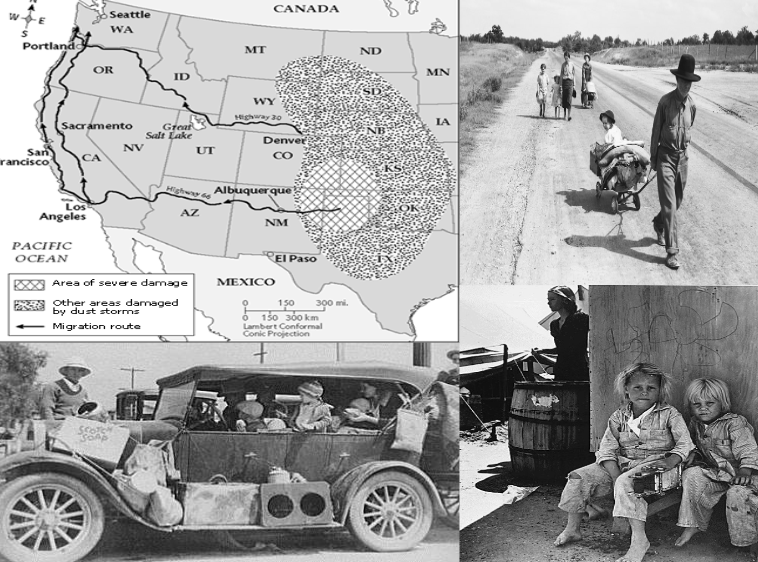 CANADA
N
W E
S
Seattle
WA
Portland
MT
ND
MN
OR
ID
SD
WY
IA
Highway 30
NB
Sacramento
Great
Salt Lake
Denver
San
rancisco
NV
UT
CO
CA
KS
Highway 66
Albuquerque
Los
Angeles
AZ
NM
OK
PACIFIC
OCEAN
El Paso
TX
MEXICO
Area of severe damage
Other areas damaged
by dust storms
Migration route
0 150 300 mi.
0 150 300 km
Lambert Conformal
Conic Projection
SCOTCH
SOAP